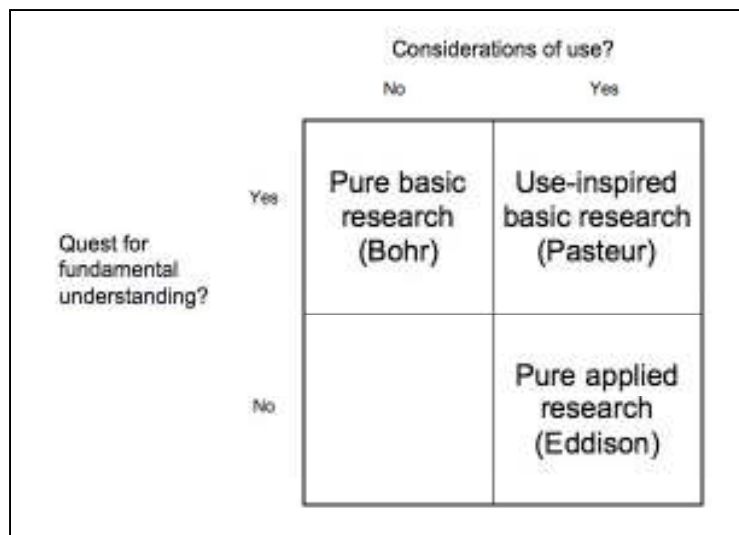 Considerations of use?
No
Yes
Yes
Pure basic
research
(Bohr)
Use-inspired
basic research
(Pasteur)
Quest for
fundamental
understanding?
No
Pure applied
research
(Eddison)